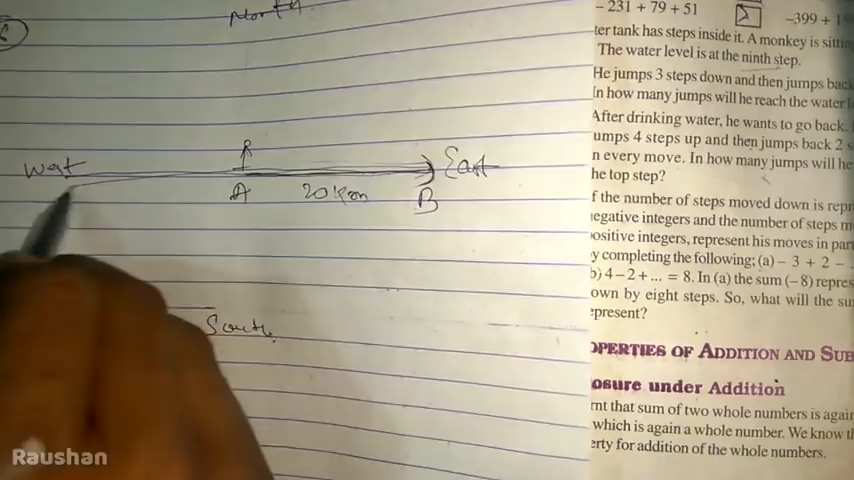 North
6
West
East
A
20 km
B
South
Raushan
- 231 + 79 + 51
-399 + 1
ter tank has steps inside it. A monkey is sittin
The water level is at the ninth step.
He jumps 3 steps down and then jumps back
In how many jumps will he reach the water l
After drinking water, he wants to go back.
umps 4 steps up and then jumps back 2 s
n every move. In how many jumps will he
he top step?
f the number of steps moved down is repr
egative integers and the number of steps m
ositive integers, represent his moves in part
y completing the following; (a) – 3 + 2 – .
b) 4 – 2 + ... = 8. In (a) the sum (– 8) repres
own by eight steps. So, what will the su
epresent?
OPERTIES OF ADDITION AND SUB
osure under Addition
rnt that sum of two whole numbers is again
which is again a whole number. We know th
erty for addition of the whole numbers.